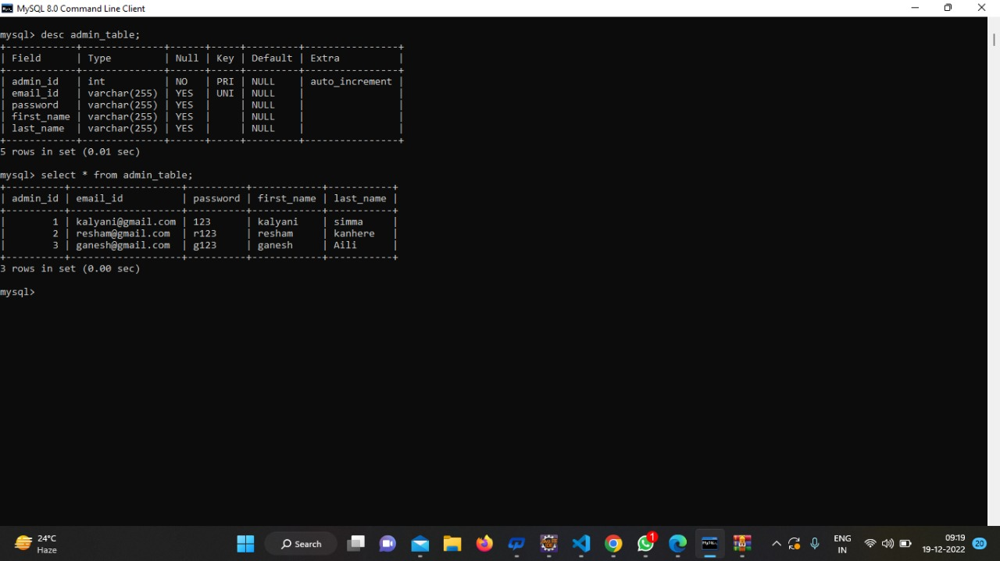 MySQL 8.0 Command Line Client
mysql> desc admin_table;
+------------+--------------+------+-----+---------+----------------+
| Field      | Type         | Null | Key | Default | Extra          |
+------------+--------------+------+-----+---------+----------------+
| admin_id   | int          | NO   | PRI | NULL    | auto_increment |
| email_id   | varchar(255) | YES  | UNI | NULL    |                |
| password   | varchar(255) | YES  |     | NULL    |                |
| first_name | varchar(255) | YES  |     | NULL    |                |
| last_name  | varchar(255) | YES  |     | NULL    |                |
+------------+--------------+------+-----+---------+----------------+
5 rows in set (0.01 sec)
mysql> select * from admin_table;
+----------+-------------------+----------+------------+-----------+
| admin_id | email_id          | password | first_name | last_name |
+----------+-------------------+----------+------------+-----------+
|        1 | kalyani@gmail.com | 123      | kalyani    | simma     |
|        2 | resham@gmail.com  | r123     | resham     | kanhere   |
|        3 | ganesh@gmail.com  | g123     | ganesh     | Aili      |
+----------+-------------------+----------+------------+-----------+
3 rows in set (0.00 sec)
mysql>
24°C
Haze
Search
1
ENG
IN
09:19
19-12-2022
20